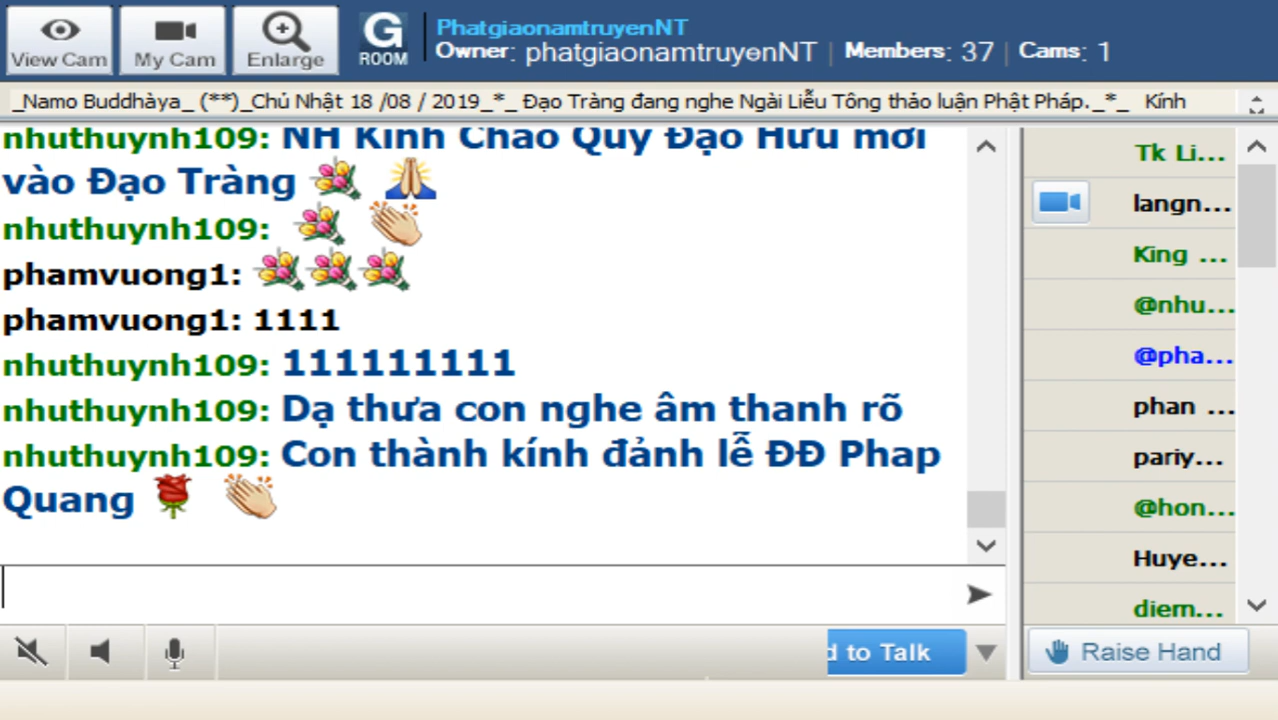 View Cam
My Cam
Enlarge
G
ROOM
PhatgiaonamtruyenNT
Owner: phatgiaonamtruyenNT | Members: 37 | Cams: 1
_Namo Buddhàya_ (**)_Chủ Nhật 18 /08 / 2019_*_ Đạo Tràng đang nghe Ngài Liễu Tông thảo luận Phật Pháp._*_ Kính
nhuthuynh109: NH Kính Chào Quý Đạo Hữu mới
vào Đạo Tràng
nhuthuynh109:
phamvuong1:
phamvuong1: 1111
nhuthuynh109: 111111111
nhuthuynh109: Dạ thưa con nghe âm thanh rõ
nhuthuynh109: Con thành kính đảnh lễ ĐĐ Phap
Quang
Tk Li...
langn...
King ...
@nhu...
@pha...
phan ...
pariy...
@hon...
Huye...
diem...
d to Talk
Raise Hand